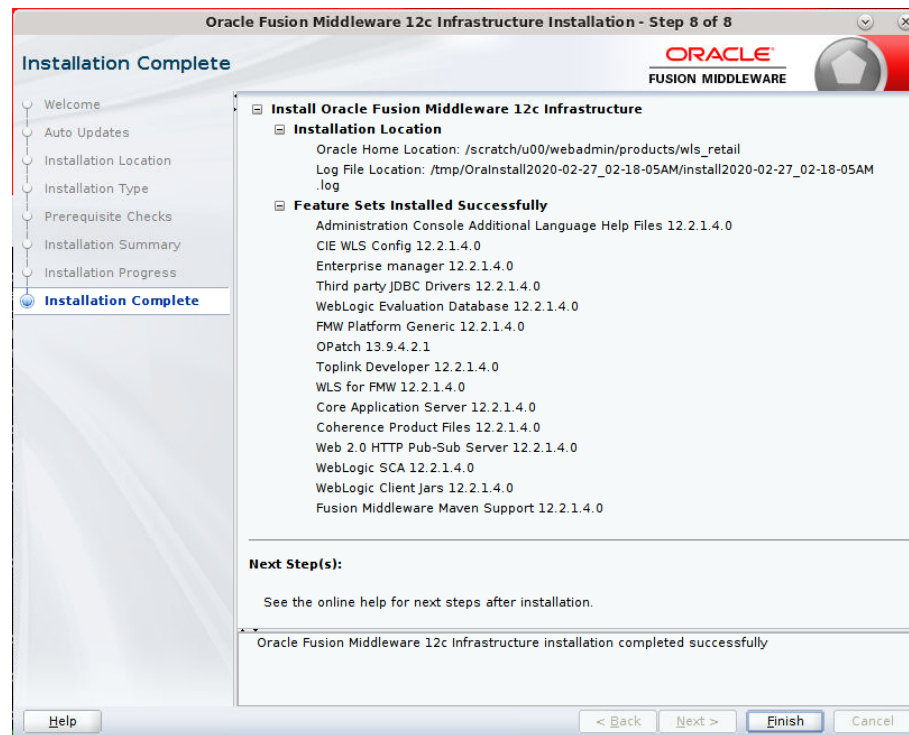 Oracle Fusion Middleware 12c Infrastructure Installation - Step 8 of 8
Installation Complete
ORACLE
FUSION MIDDLEWARE
Welcome
Auto Updates
Installation Location
Installation Type
Prerequisite Checks
Installation Summary
Installation Progress
Installation Complete
Install Oracle Fusion Middleware 12c Infrastructure
Installation Location
Oracle Home Location: /scratch/u00/webadmin/products/wls_retail
Log File Location: /tmp/OraInstall2020-02-27_02-18-05AM/install2020-02-27_02-18-05AM
.log
Feature Sets Installed Successfully
Administration Console Additional Language Help Files 12.2.1.4.0
CIE WLS Config 12.2.1.4.0
Enterprise manager 12.2.1.4.0
Third party JDBC Drivers 12.2.1.4.0
WebLogic Evaluation Database 12.2.1.4.0
FMW Platform Generic 12.2.1.4.0
OPatch 13.9.4.2.1
Toplink Developer 12.2.1.4.0
WLS for FMW 12.2.1.4.0
Core Application Server 12.2.1.4.0
Coherence Product Files 12.2.1.4.0
Web 2.0 HTTP Pub-Sub Server 12.2.1.4.0
WebLogic SCA 12.2.1.4.0
WebLogic Client Jars 12.2.1.4.0
Fusion Middleware Maven Support 12.2.1.4.0
Next Step(s):
See the online help for next steps after installation.
Oracle Fusion Middleware 12c Infrastructure installation completed successfully
Help
< Back
Next >
Finish
Cancel